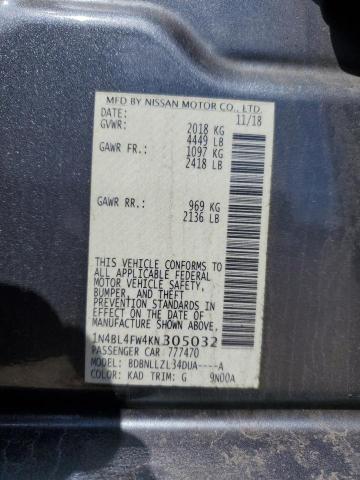 MFD BY NISSAN MOTOR CO., LTD.
DATE: 11/18
GVWR: 2018 KG
4449 LB
GAWR FR.: 1097 KG
2418 LB
GAWR RR.: 969 KG
2136 LB
THIS VEHICLE CONFORMS TO
ALL APPLICABLE FEDERAL
MOTOR VEHICLE SAFETY,
BUMPER, AND THEFT
PREVENTION STANDARDS IN
EFFECT ON THE DATE OF
MANUFACTURE SHOWN ABOVE.
1N4BL4FW4KN305032
PASSENGER CAR 777470
MODEL: BDBNLLZL34DUA----A
COLOR: KAD TRIM: G 9N00A